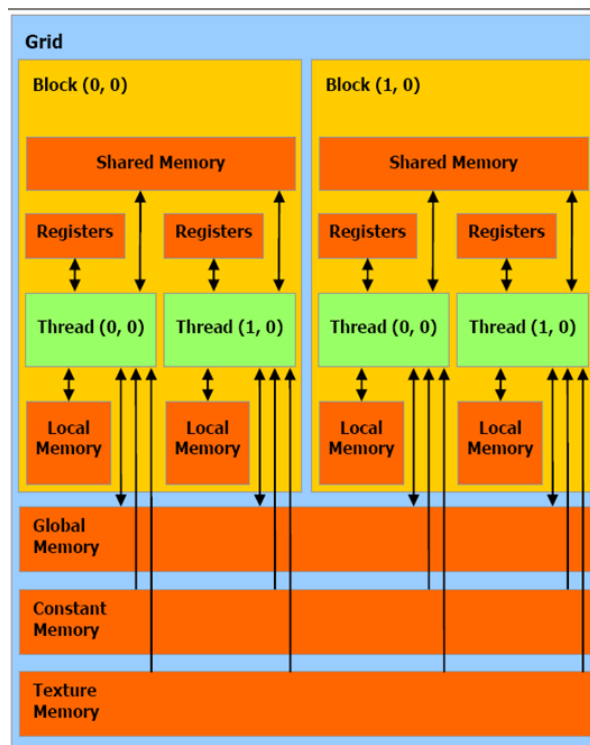 Grid
Block (0, 0)
Block (1, 0)
Shared Memory
Shared Memory
Registers
Registers
Registers
Registers
Thread (0, 0)
Thread (1, 0)
Thread (0, 0)
Thread (1, 0)
Local
Memory
Local
Memory
Local
Memory
Local
Memory
Global
Memory
Constant
Memory
Texture
Memory